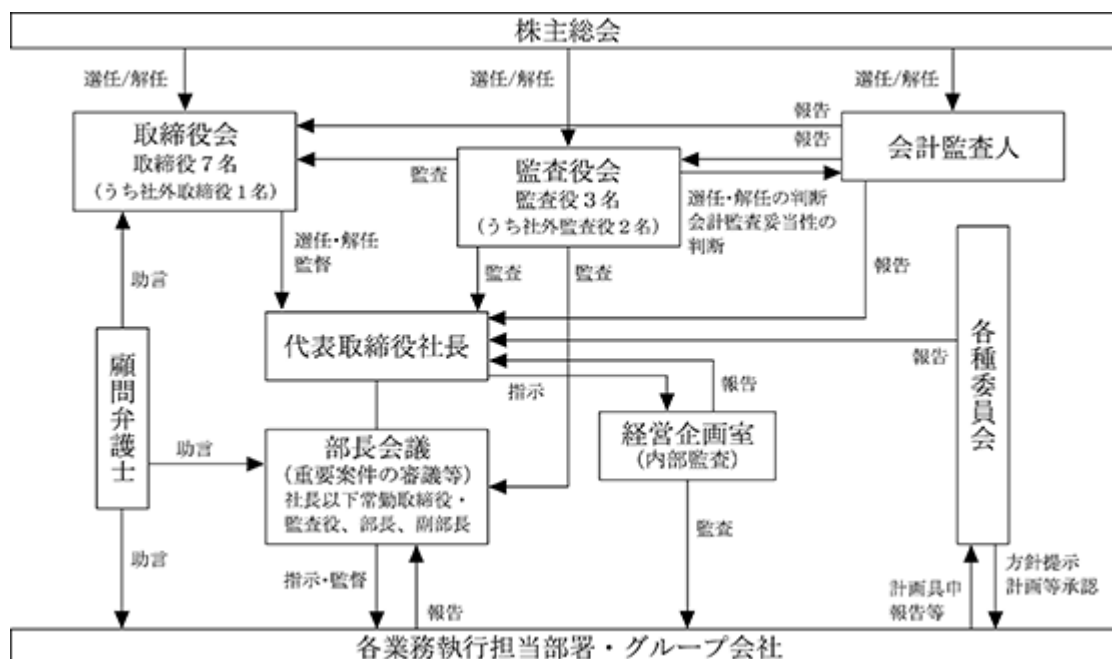 株主総会
選任/解任
選任/解任
選任/解任
取締役会
取締役7名
(うち社外取締役1名)
報告
報告
会計監査人
監査
監査役会
監査役3名
(うち社外監査役2名)
選任・解任の判断
会計監査妥当性の
判断
選任・解任
監督
助言
監査
監査
報告
代表取締役社長
報告
各種委員会
顧問弁護士
指示
報告
助言
部長会議
(重要案件の審議等)
社長以下常勤取締役・
監査役、部長、副部長
経営企画室
(内部監査)
助言
指示・監督
報告
監査
計画具申
報告等
方針提示
計画等承認
各業務執行担当部署・グループ会社